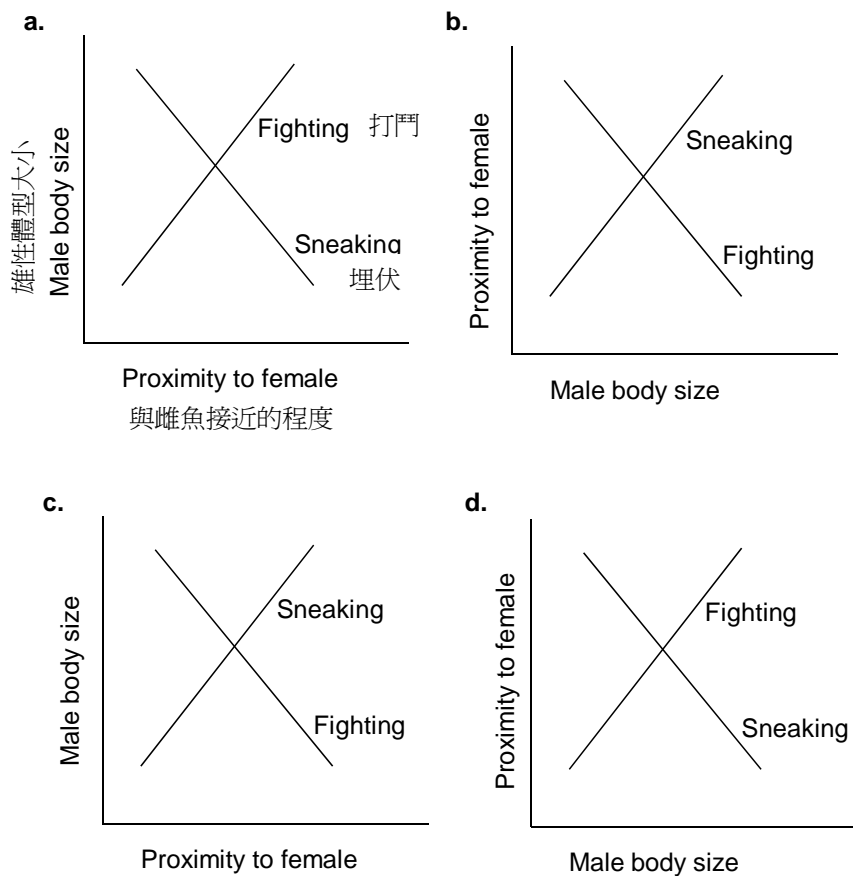 a.
雄性體型大小
Male body size
Fighting 打鬥
Sneaking
埋伏
Proximity to female
與雌魚接近的程度
b.
Proximity to female
Sneaking
Fighting
Male body size
c.
Male body size
Sneaking
Fighting
Proximity to female
d.
Proximity to female
Fighting
Sneaking
Male body size